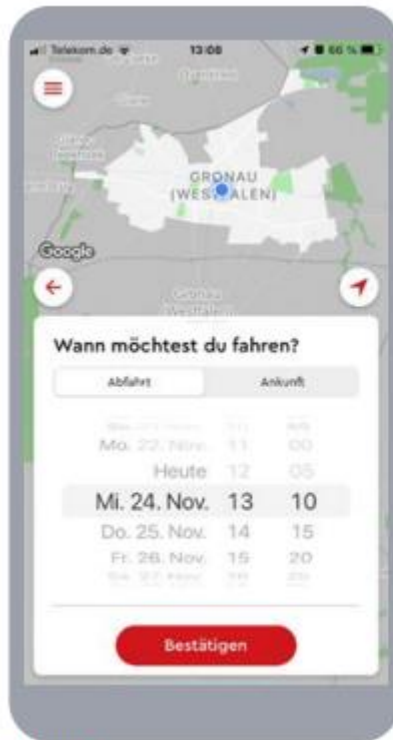 Telekom.de 13:08 66 %
GRONAU
(WESTFALEN)
Google
Gronau
Wann möchtest du fahren?
Abfahrt Ankunft
Mo. 22. Nov. 11 00
Heute 12 05
Mi. 24. Nov. 13 10
Do. 25. Nov. 14 15
Fr. 26. Nov. 15 20
Bestätigen